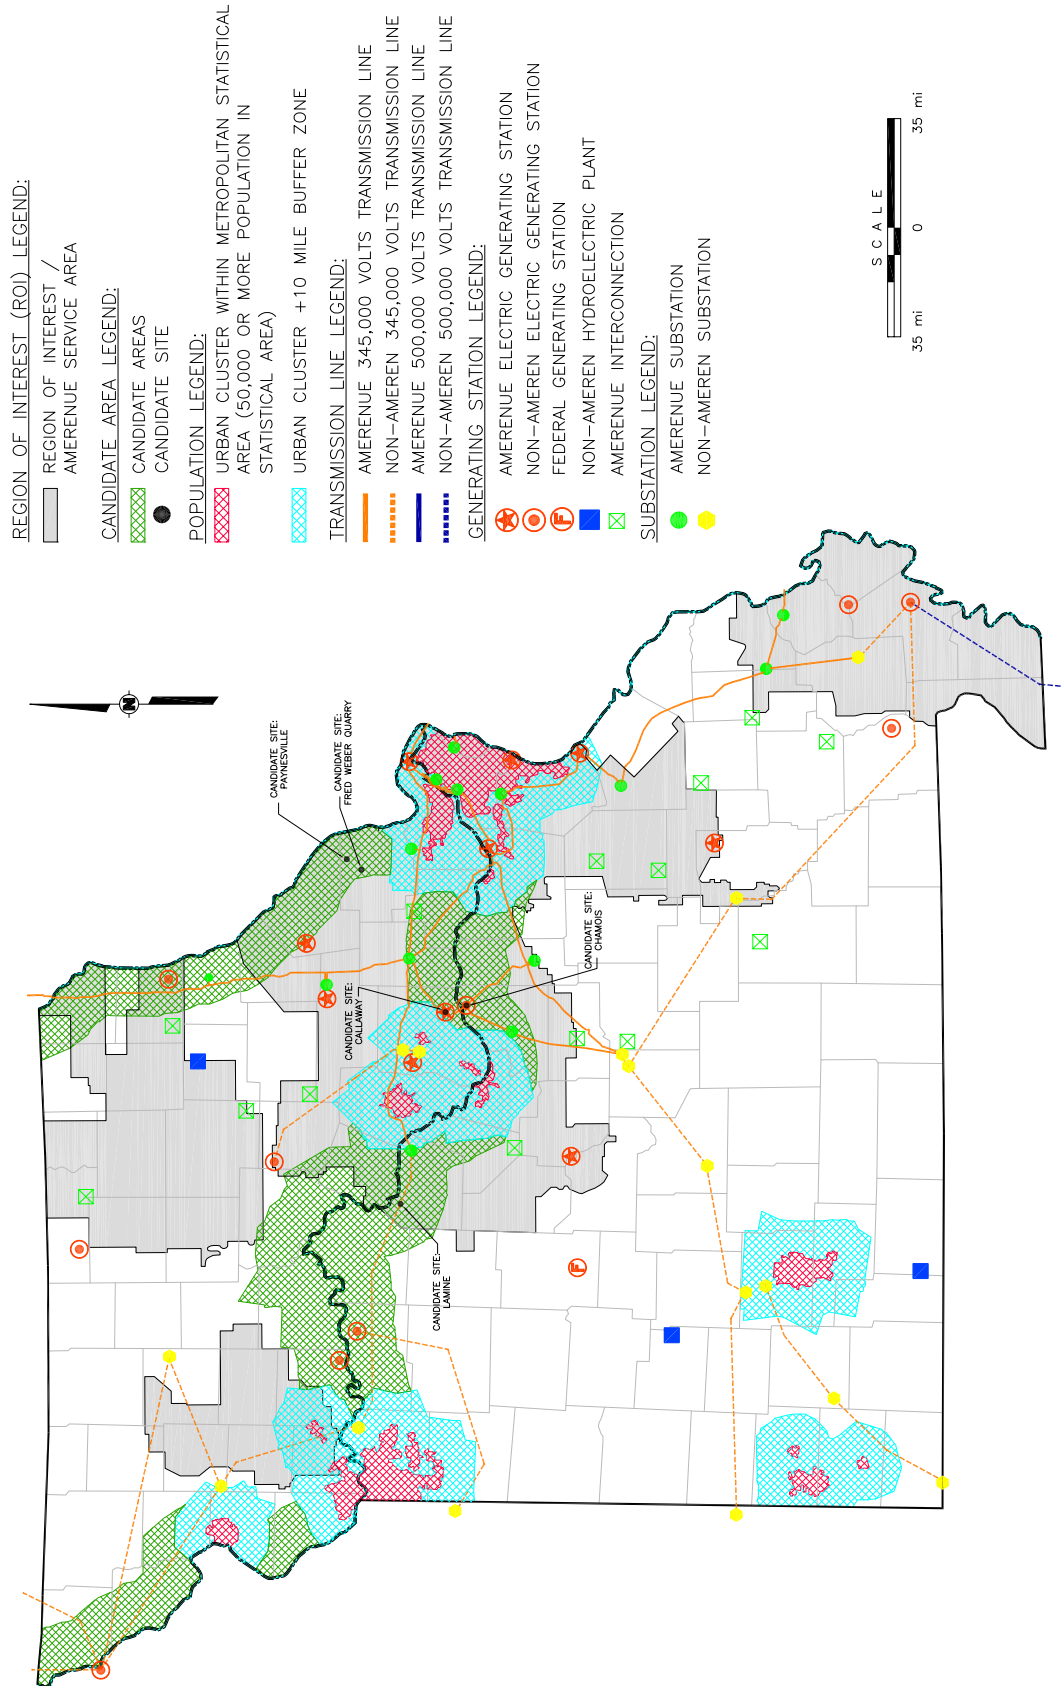 REGION OF INTEREST (ROI) LEGEND:
REGION OF INTEREST /
AMERENUE SERVICE AREA
CANDIDATE AREA LEGEND:
CANDIDATE AREAS
CANDIDATE SITE
POPULATION LEGEND:
URBAN CLUSTER WITHIN METROPOLITAN STATISTICAL
AREA (50,000 OR MORE POPULATION IN
STATISTICAL AREA)
URBAN CLUSTER +10 MILE BUFFER ZONE
TRANSMISSION LINE LEGEND:
AMERENUE 345,000 VOLTS TRANSMISSION LINE
NON-AMEREN 345,000 VOLTS TRANSMISSION LINE
AMERENUE 500,000 VOLTS TRANSMISSION LINE
NON-AMEREN 500,000 VOLTS TRANSMISSION LINE
GENERATING STATION LEGEND:
AMERENUE ELECTRIC GENERATING STATION
NON-AMEREN ELECTRIC GENERATING STATION
F
FEDERAL GENERATING STATION
NON-AMEREN HYDROELECTRIC PLANT
AMERENUE INTERCONNECTION
SUBSTATION LEGEND:
AMERENUE SUBSTATION
NON-AMEREN SUBSTATION
SCALE
35 mi
0
35 mi
N
CANDIDATE SITE:
PAYNESVILLE
CANDIDATE SITE:
FRED WEBER QUARRY
CANDIDATE SITE:
CALLAWAY
CANDIDATE SITE:
CHAMOIS
CANDIDATE SITE:
LAMINE
F